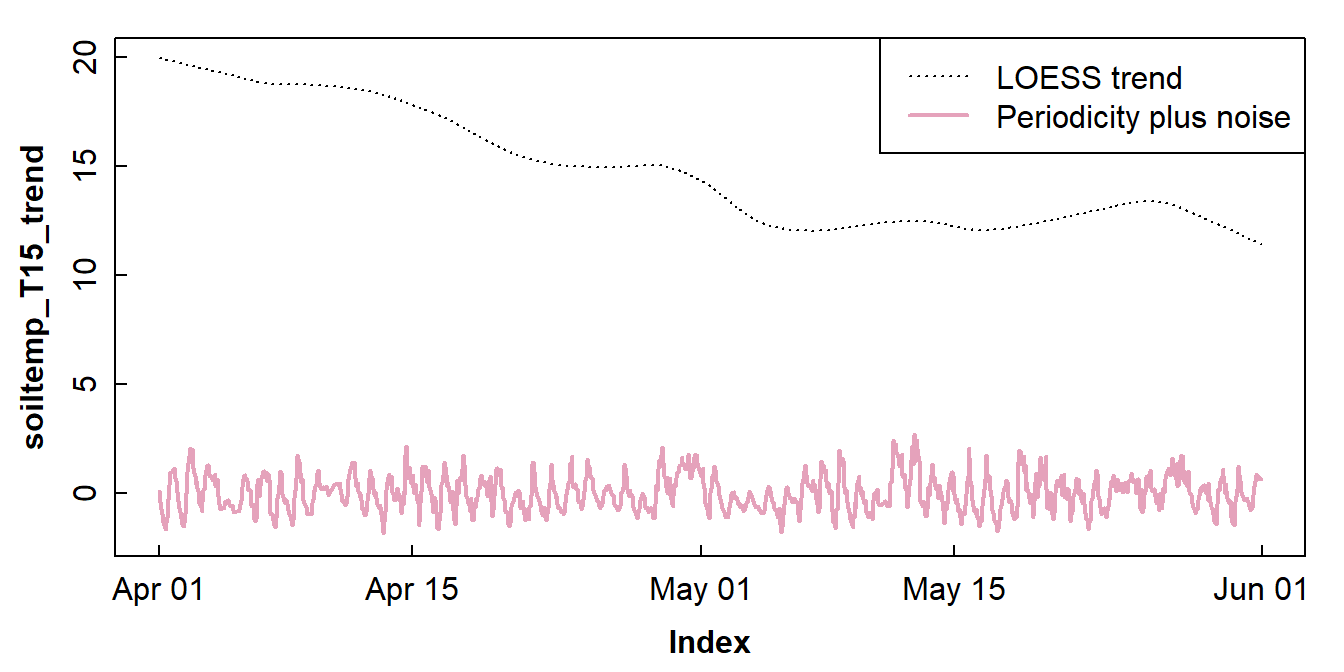 soiltemp_T15_trend
20
15
10
5
0
LOESS trend
Periodicity plus noise
Apr 01 Apr 15 May 01 May 15 Jun 01
Index